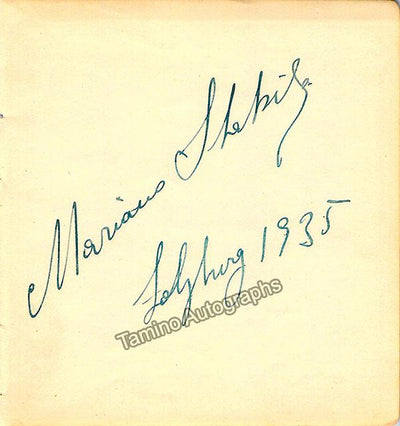 Mariano Stabile
Salzburg 1935
Tamino Autographs